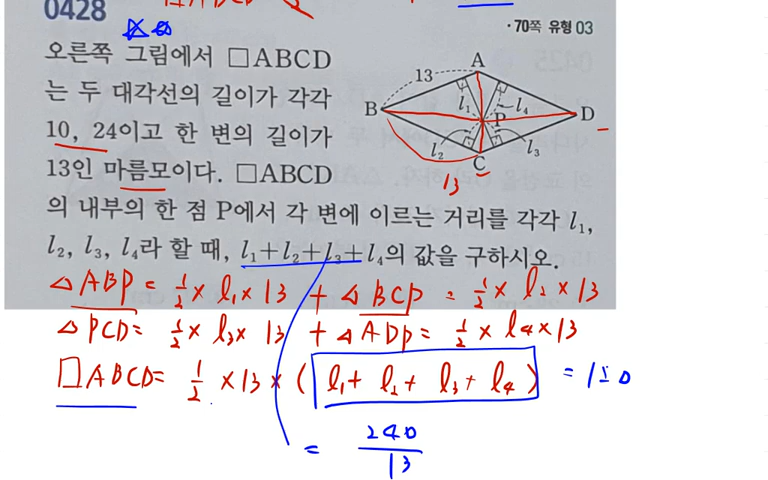 0428
·70쪽 유형 03
오른쪽 그림에서 □ABCD
는 두 대각선의 길이가 각각
10, 24이고 한 변의 길이가
13인 마름모이다. □ABCD
의 내부의 한 점 P에서 각 변에 이르는 거리를 각각 l₁,
l₂, l₃, l₄라 할 때, l₁+l₂+l₃+l₄의 값을 구하시오.
A
13
B
l₁
l₄
P
D
l₂
C
l₃
13
△ABP = ½ × l₁ × 13 + △BCP = ½ × l₂ × 13
△PCD = ½ × l₃ × 13 + △ADP = ½ × l₄ × 13
□ABCD = ½ × 13 × ( l₁ + l₂ + l₃ + l₄ ) = 120
= 240/13